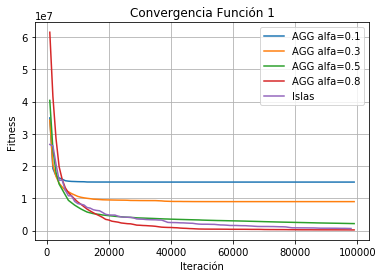 Convergencia Función 1
1e7
AGG alfa=0.1
AGG alfa=0.3
AGG alfa=0.5
AGG alfa=0.8
Islas
Fitness
6
5
4
3
2
1
0
0 20000 40000 60000 80000 100000
Iteración